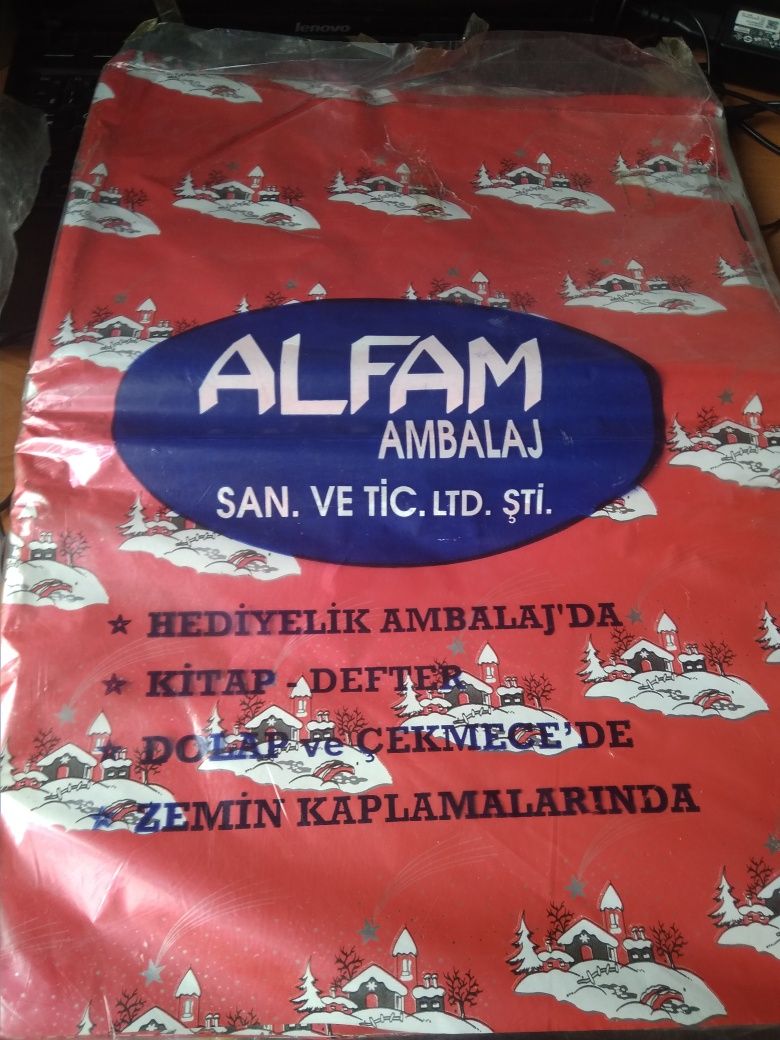 lenovo
ALFAM
AMBALAJ
SAN. VE TİC. LTD. ŞTİ.
★ HEDİYELİK AMBALAJ'DA
★ KİTAP - DEFTER
★ DOLAP ve ÇEKMECE'DE
★ ZEMİN KAPLAMALARINDA